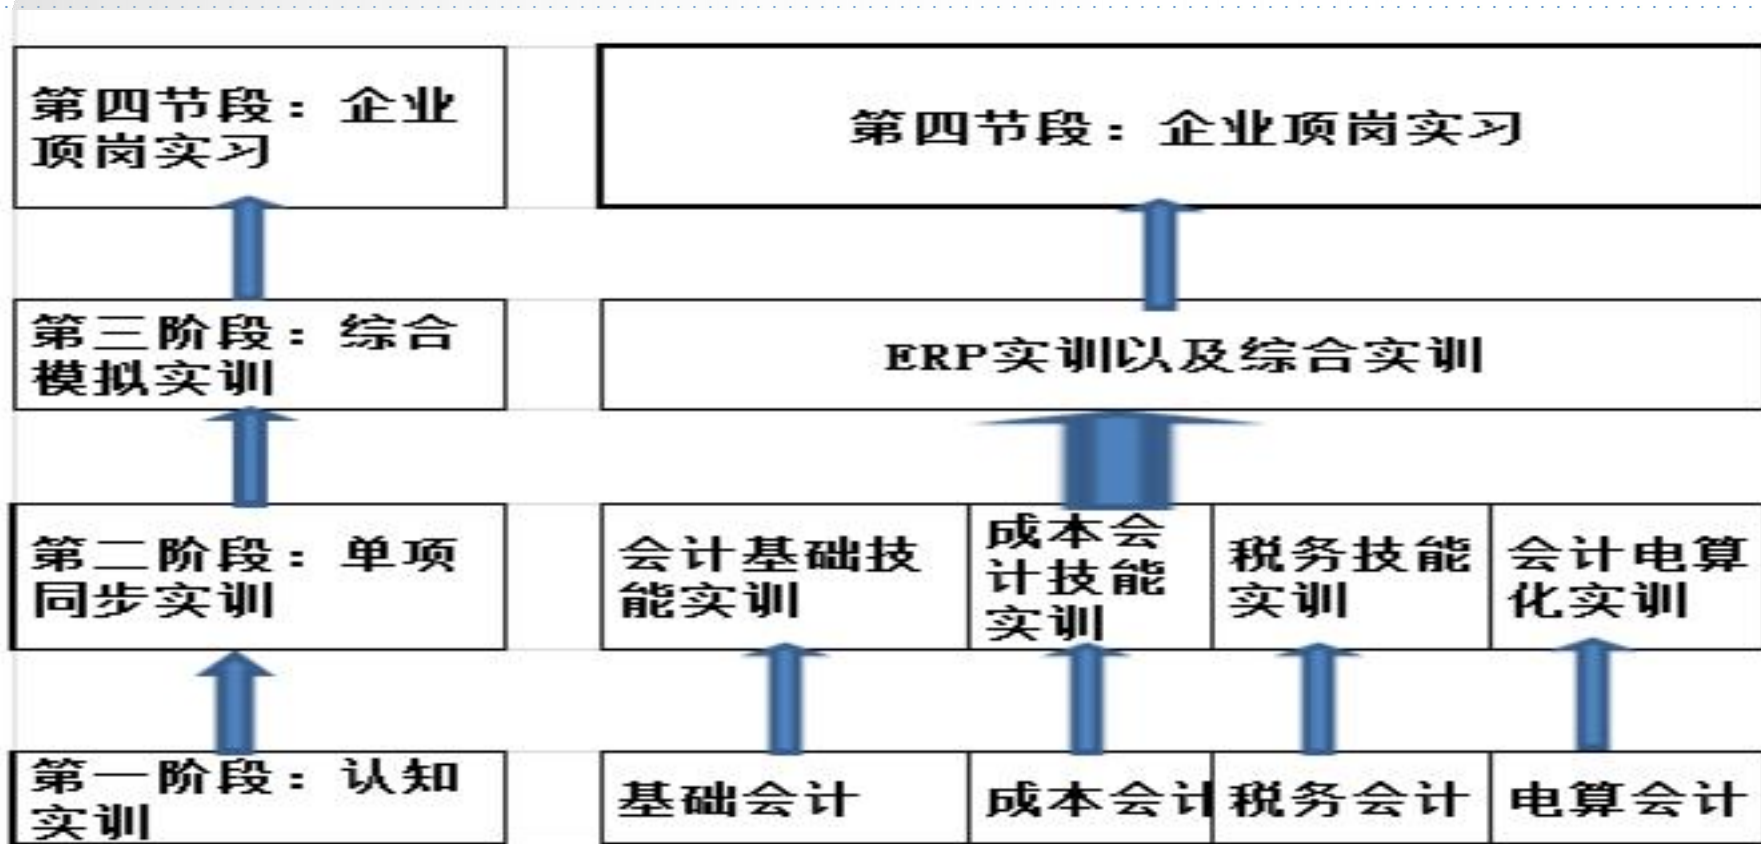 第四节段：企业
顶岗实习
第四节段：企业顶岗实习
第三阶段：综合
模拟实训
ERP实训以及综合实训
第二阶段：单项
同步实训
会计基础技
能实训
成本会
计技能
实训
税务技能
实训
会计电算
化实训
第一阶段：认知
实训
基础会计
成本会计
税务会计
电算会计